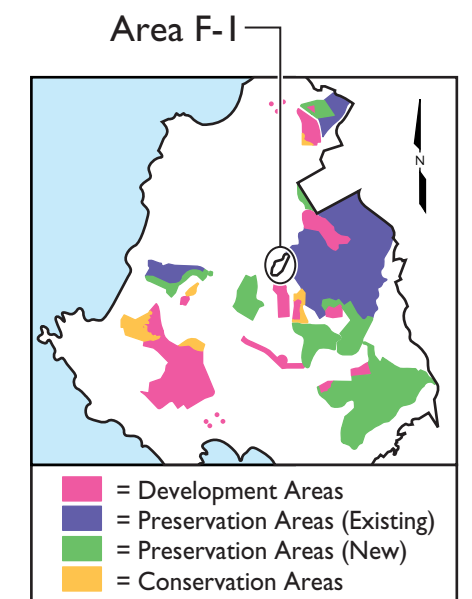 Area F-1
N
= Development Areas
= Preservation Areas (Existing)
= Preservation Areas (New)
= Conservation Areas